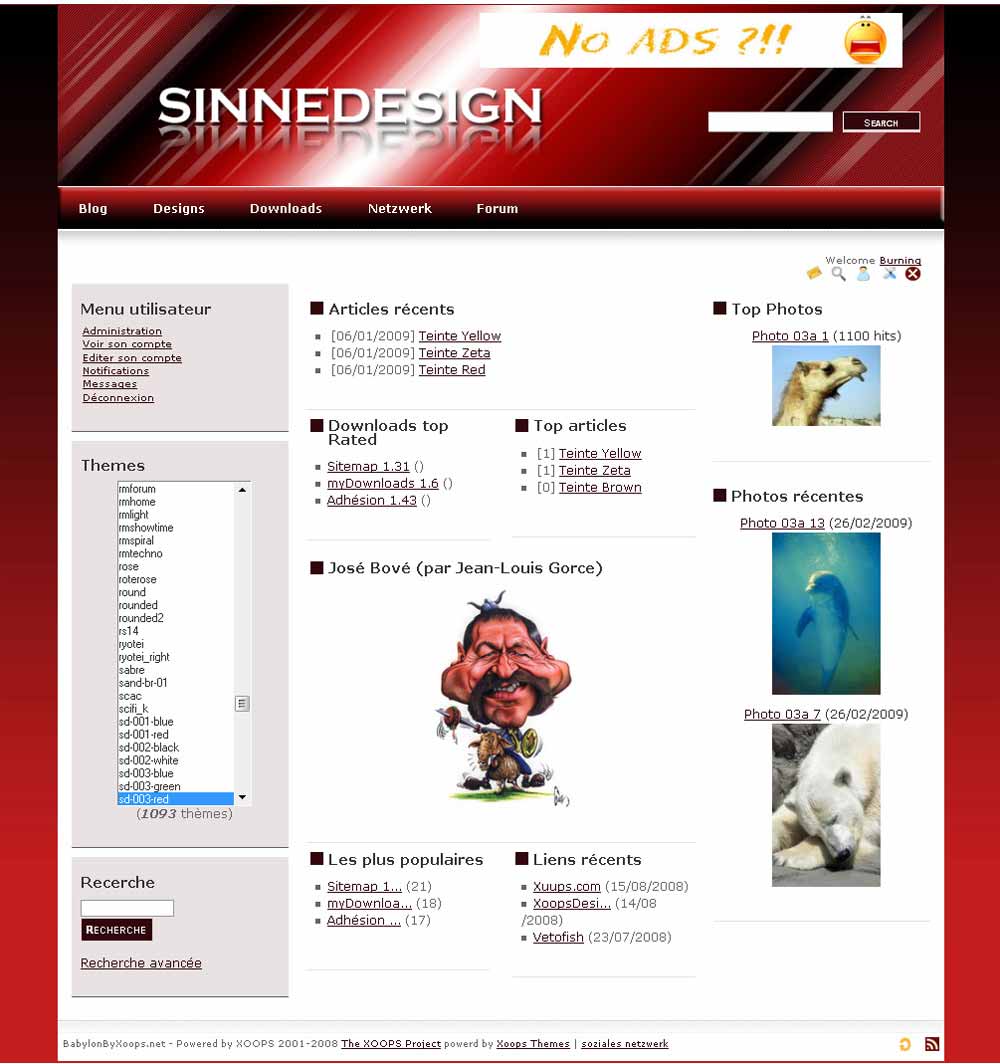 No ADS ?!!
SINNEDESIGN
SEARCH
Blog Designs Downloads Netzwerk Forum
Welcome Burning
Menu utilisateur
Administration
Voir son compte
Editer son compte
Notifications
Messages
Déconnexion
Themes
rmforum
rmhome
rmlight
rmshowtime
rmspiral
rmtechno
rose
roterose
round
rounded
rounded2
rs14
ryotei
ryotei_right
sabre
sand-br-01
scac
scifi_k
sd-001-blue
sd-001-red
sd-002-black
sd-002-white
sd-003-blue
sd-003-green
sd-003-red
(1093 thèmes)
Recerche
RECHERCHE
Recherche avancée
Articles récents
[06/01/2009] Teinte Yellow
[06/01/2009] Teinte Zeta
[06/01/2009] Teinte Red
Downloads top
Rated
Sitemap 1.31 ()
myDownloads 1.6 ()
Adhésion 1.43 ()
Top articles
[1] Teinte Yellow
[1] Teinte Zeta
[0] Teinte Brown
José Bové (par Jean-Louis Gorce)
Les plus populaires
Sitemap 1... (21)
myDownloa... (18)
Adhésion ... (17)
Liens récents
Xuups.com (15/08/2008)
XoopsDesi... (14/08
/2008)
Vetofish (23/07/2008)
Top Photos
Photo 03a 1 (1100 hits)
Photos récentes
Photo 03a 13 (26/02/2009)
Photo 03a 7 (26/02/2009)
BabylonByXoops.net - Powered by XOOPS 2001-2008 The XOOPS Project powerd by Xoops Themes | soziales netzwerk